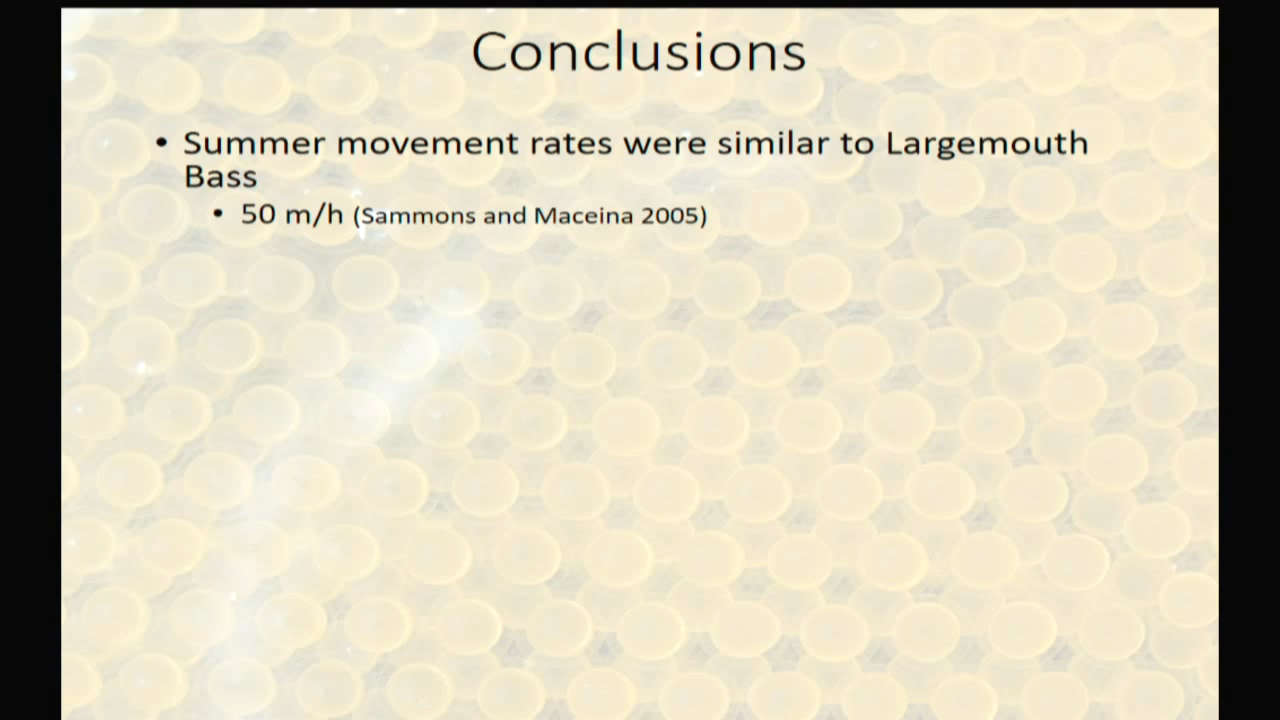 Conclusions
• Summer movement rates were similar to Largemouth
Bass
• 50 m/h (Sammons and Maceina 2005)